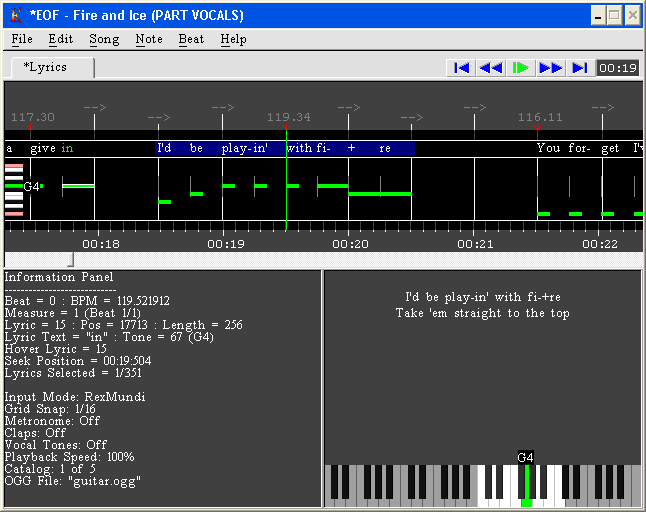 *EOF - Fire and Ice (PART VOCALS)
File Edit Song Note Beat Help
*Lyrics
00:19
--> --> --> --> -->
117.30 119.34 116.11
a give in I'd be play-in' with fi- + re You for- get I'v
G4
00:18 00:19 00:20 00:21 00:22
Information Panel
----------------------------
Beat = 0 : BPM = 119.521912
Measure = 1 (Beat 1/1)
Lyric = 15 : Pos = 17713 : Length = 256
Lyric Text = "in" : Tone = 67 (G4)
Hover Lyric = 15
Seek Position = 00:19:504
Lyrics Selected = 1/351
Input Mode: RexMundi
Grid Snap: 1/16
Metronome: Off
Claps: Off
Vocal Tones: Off
Playback Speed: 100%
Catalog: 1 of 5
OGG File: "guitar.ogg"
I'd be play-in' with fi-+re
Take 'em straight to the top
G4